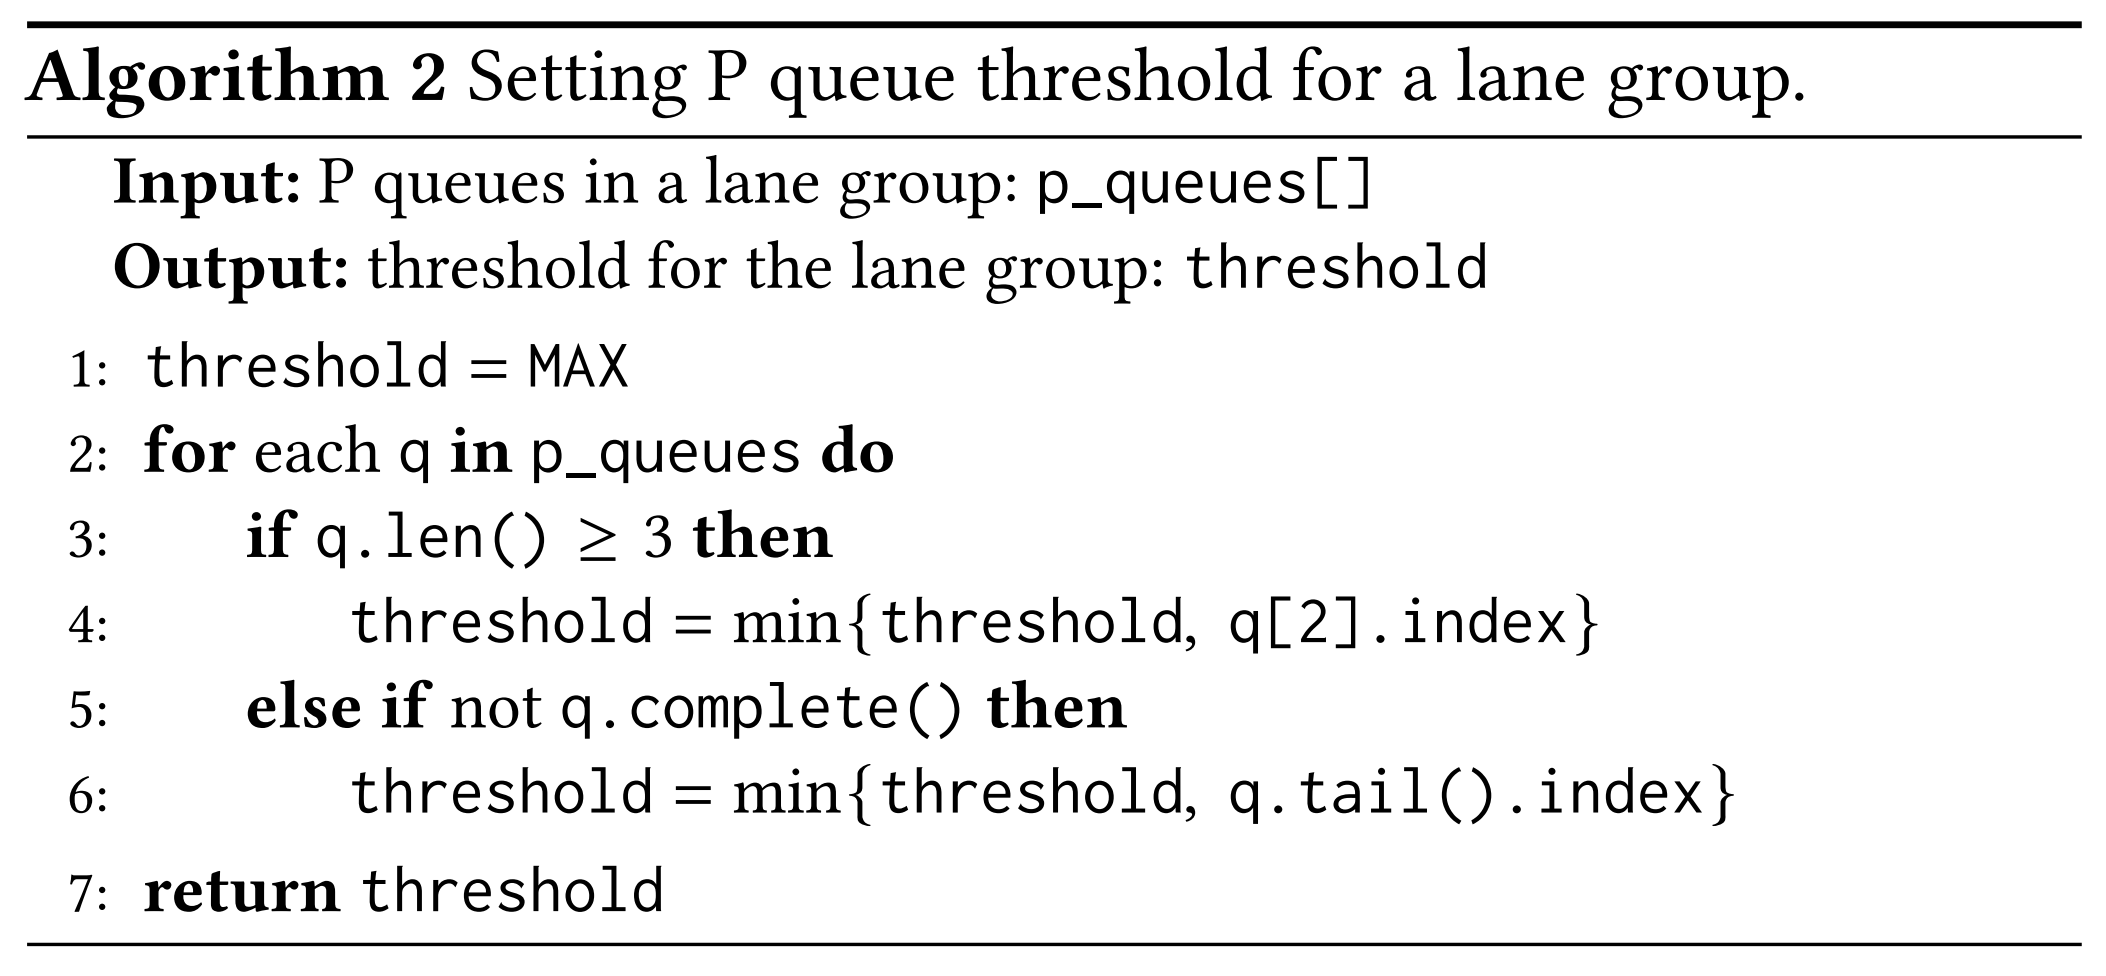 Algorithm 2 Setting P queue threshold for a lane group.
Input: P queues in a lane group: p_queues[]
Output: threshold for the lane group: threshold
1: threshold = MAX
2: for each q in p_queues do
3: if q.len() ≥ 3 then
4: threshold = min{threshold, q[2].index}
5: else if not q.complete() then
6: threshold = min{threshold, q.tail().index}
7: return threshold